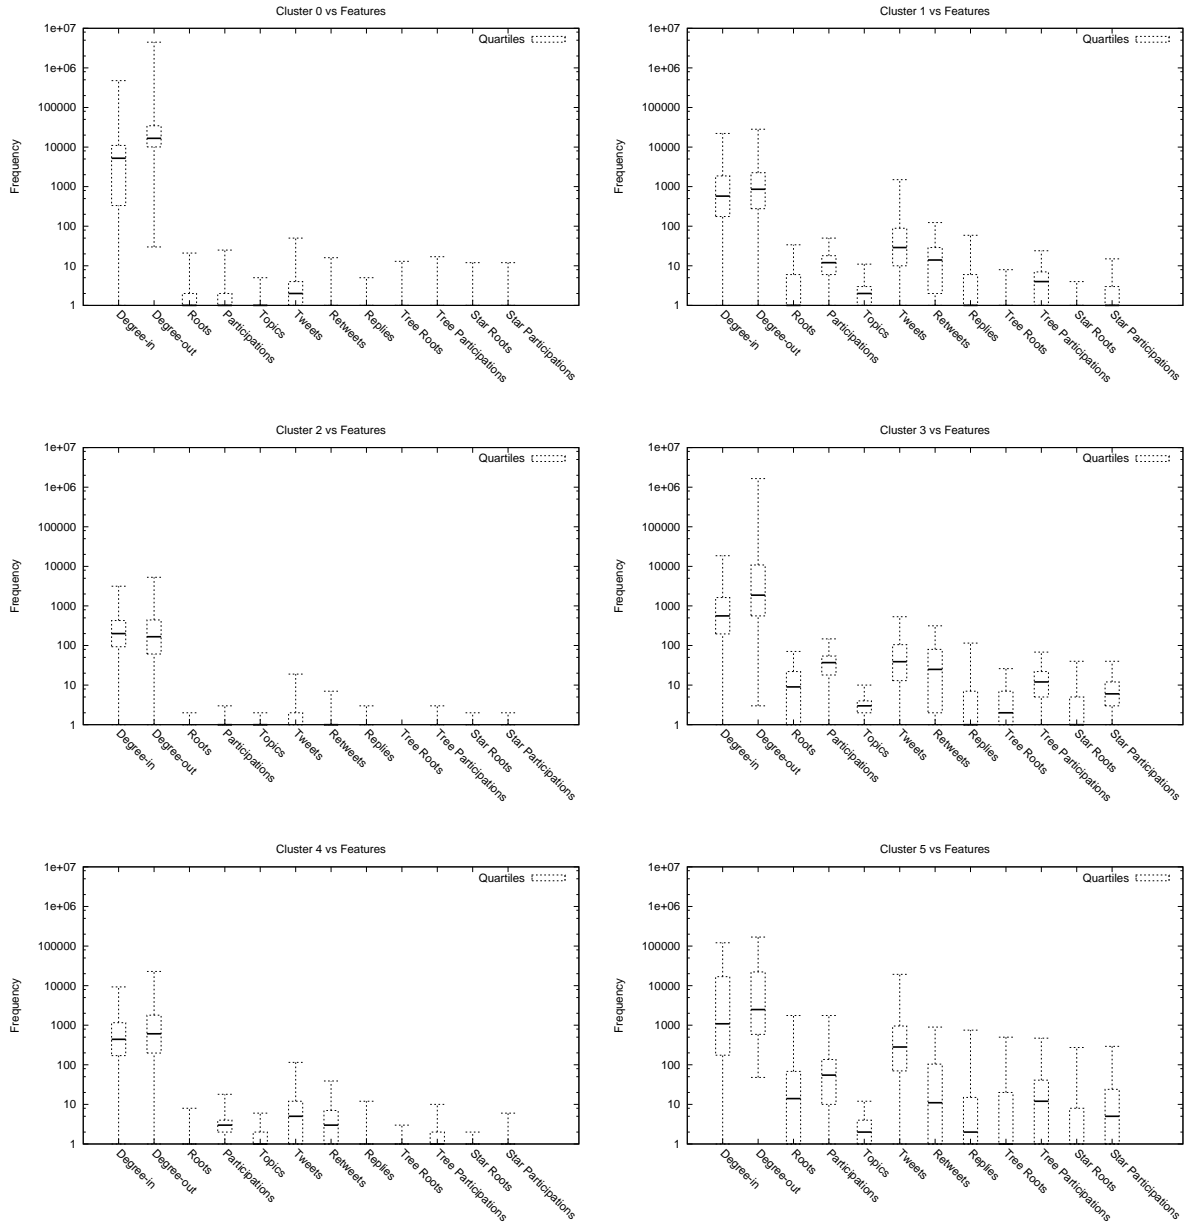 Cluster 0 vs Features
1e+07
1e+06
100000
10000
1000
100
10
1
Frequency
Quartiles
Degree-in
Degree-out
Roots
Participations
Topics
Tweets
Retweets
Replies
Tree Roots
Tree Participations
Star Roots
Star Participations
Cluster 1 vs Features
1e+07
1e+06
100000
10000
1000
100
10
1
Frequency
Quartiles
Degree-in
Degree-out
Roots
Participations
Topics
Tweets
Retweets
Replies
Tree Roots
Tree Participations
Star Roots
Star Participations
Cluster 2 vs Features
1e+07
1e+06
100000
10000
1000
100
10
1
Frequency
Quartiles
Degree-in
Degree-out
Roots
Participations
Topics
Tweets
Retweets
Replies
Tree Roots
Tree Participations
Star Roots
Star Participations
Cluster 3 vs Features
1e+07
1e+06
100000
10000
1000
100
10
1
Frequency
Quartiles
Degree-in
Degree-out
Roots
Participations
Topics
Tweets
Retweets
Replies
Tree Roots
Tree Participations
Star Roots
Star Participations
Cluster 4 vs Features
1e+07
1e+06
100000
10000
1000
100
10
1
Frequency
Quartiles
Degree-in
Degree-out
Roots
Participations
Topics
Tweets
Retweets
Replies
Tree Roots
Tree Participations
Star Roots
Star Participations
Cluster 5 vs Features
1e+07
1e+06
100000
10000
1000
100
10
1
Frequency
Quartiles
Degree-in
Degree-out
Roots
Participations
Topics
Tweets
Retweets
Replies
Tree Roots
Tree Participations
Star Roots
Star Participations